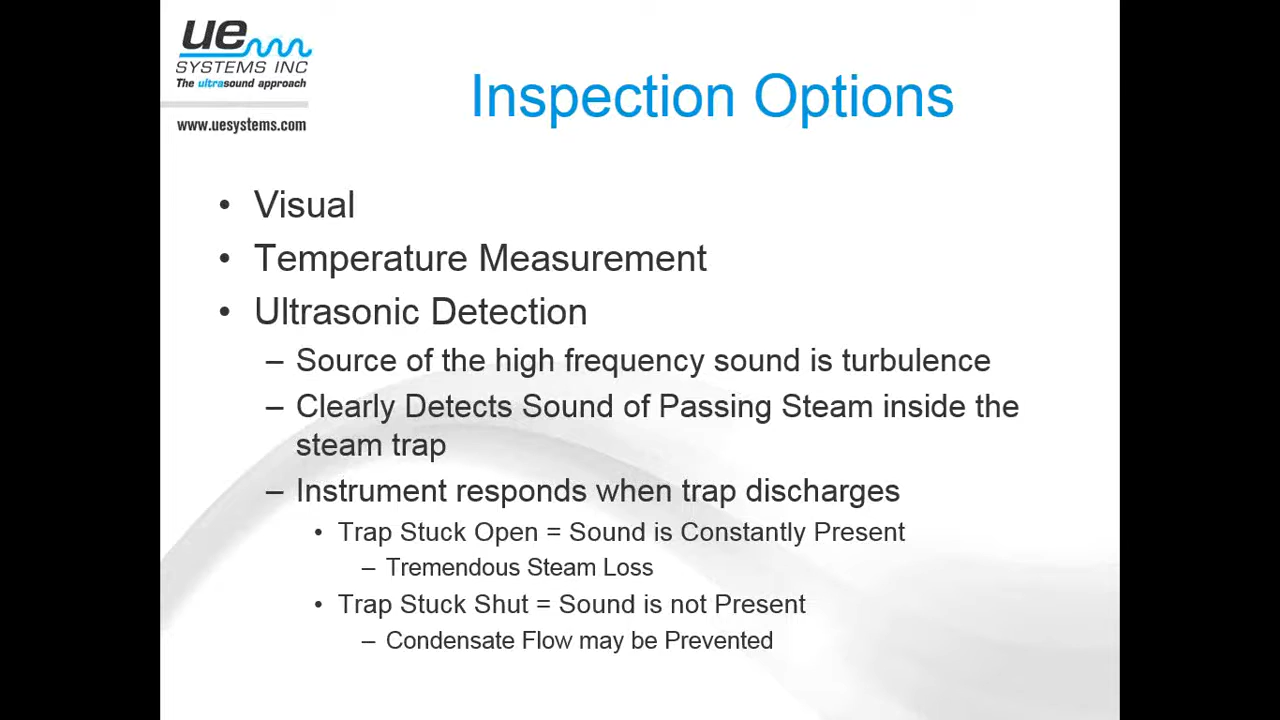 ue
SYSTEMS INC
The ultrasound approach
www.uesystems.com
Inspection Options
• Visual
• Temperature Measurement
• Ultrasonic Detection
– Source of the high frequency sound is turbulence
– Clearly Detects Sound of Passing Steam inside the
steam trap
– Instrument responds when trap discharges
• Trap Stuck Open = Sound is Constantly Present
– Tremendous Steam Loss
• Trap Stuck Shut = Sound is not Present
– Condensate Flow may be Prevented